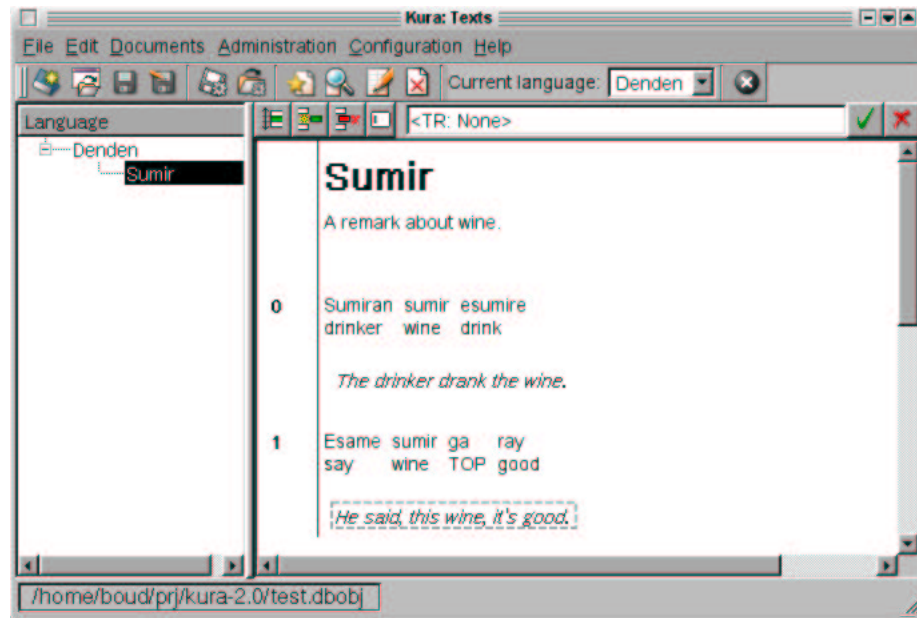 Kura: Texts
File Edit Documents Administration Configuration Help
Current language: Denden
Language
<TR: None>
Denden
Sumir
Sumir
A remark about wine.
0 Sumiran sumir esumire
drinker wine drink
The drinker drank the wine.
1 Esame sumir ga ray
say wine TOP good
He said, this wine, it's good.
/home/boud/prj/kura-2.0/test.dbobj